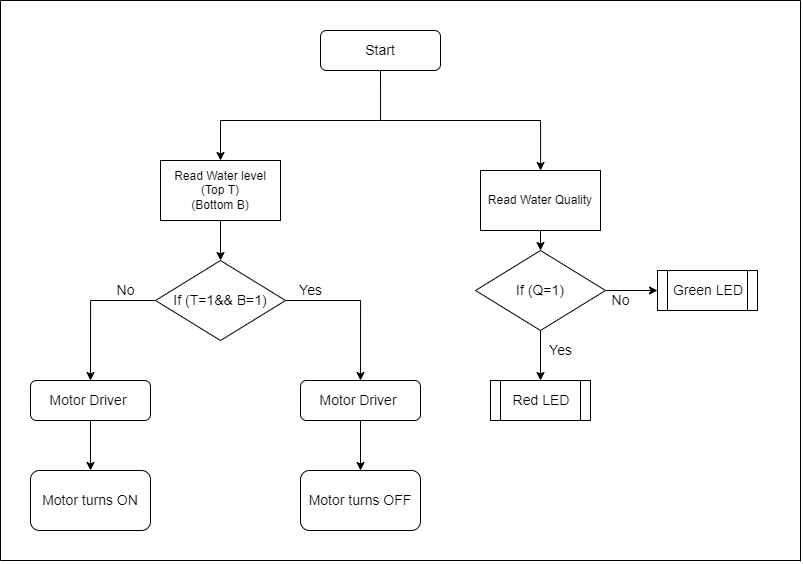 Start
Read Water level
(Top T)
(Bottom B)
Read Water Quality
No
If (T=1&& B=1)
Yes
If (Q=1)
No
Green LED
Yes
Motor Driver
Motor Driver
Red LED
Motor turns ON
Motor turns OFF